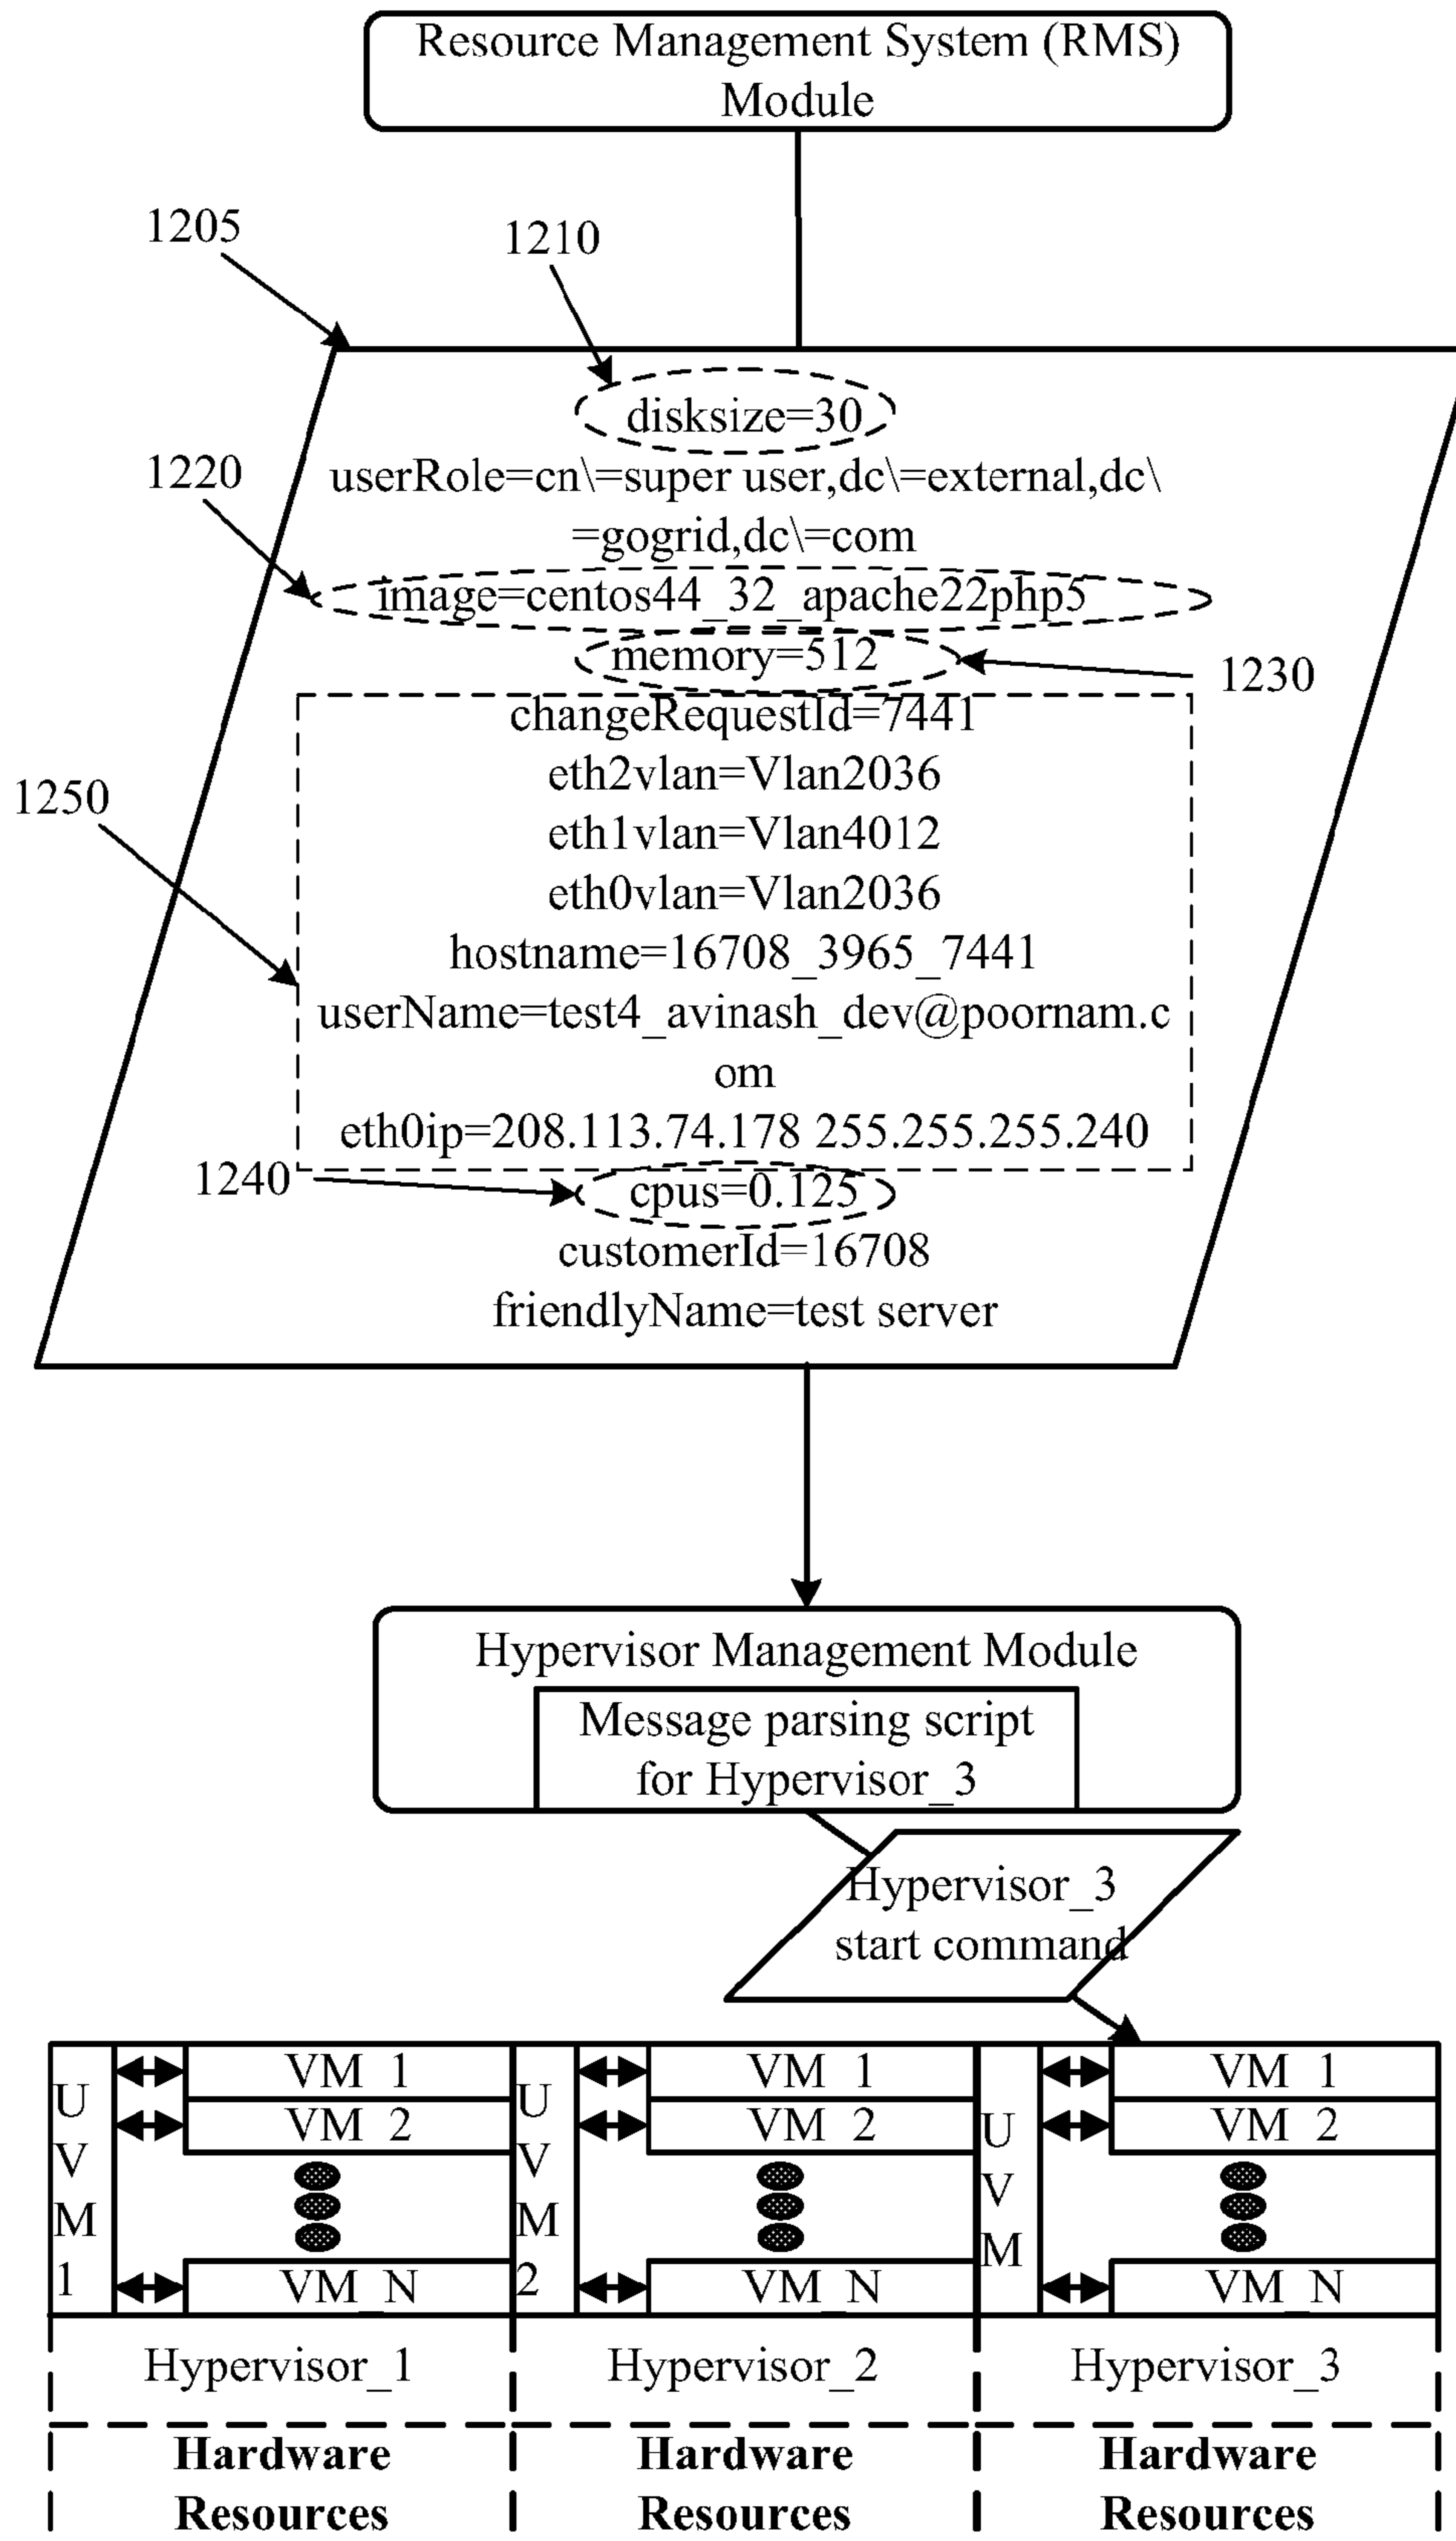 Resource Management System (RMS)
Module
1205
1210
disksize=30
1220
userRole=cn\=super user,dc\=external,dc\
=gogrid,dc\=com
image=centos44_32_apache22php5
memory=512
1230
changeRequestId=7441
eth2vlan=Vlan2036
1250
eth1vlan=Vlan4012
eth0vlan=Vlan2036
hostname=16708_3965_7441
userName=test4_avinash_dev@poornam.c
om
eth0ip=208.113.74.178 255.255.255.240
1240
cpus=0.125
customerId=16708
friendlyName=test server
Hypervisor Management Module
Message parsing script
for Hypervisor_3
Hypervisor_3
start command
U
V
M
1
VM_1
VM_2
VM_N
U
V
M
2
VM_1
VM_2
VM_N
U
V
M
VM_1
VM_2
VM_N
Hypervisor_1
Hypervisor_2
Hypervisor_3
Hardware
Resources
Hardware
Resources
Hardware
Resources